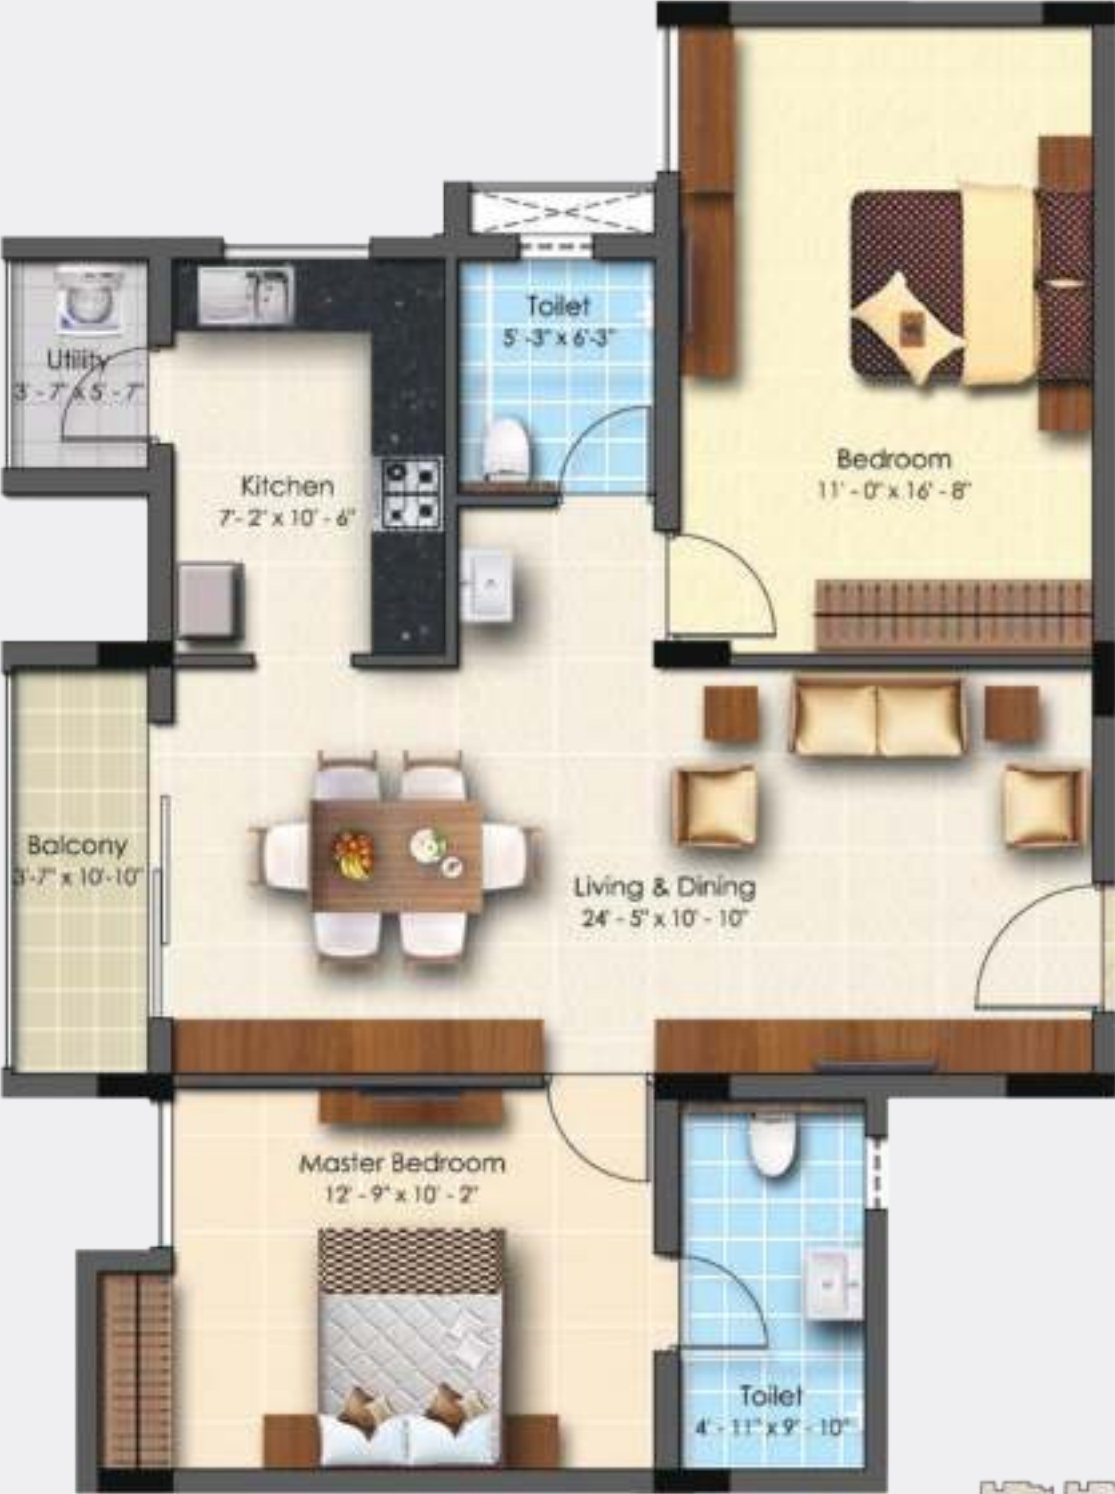 Toilet
5' -3" x 6'-3"
Utility
3' - 7" x 5' - 7"
Bedroom
11' - 0" x 16' - 8"
Kitchen
7'- 2" x 10' - 6"
Balcony
3'-7" x 10'-10"
Living & Dining
24' - 5" x 10' - 10"
Master Bedroom
12' - 9" x 10' - 2"
Toilet
4' - 11" x 9' - 10"